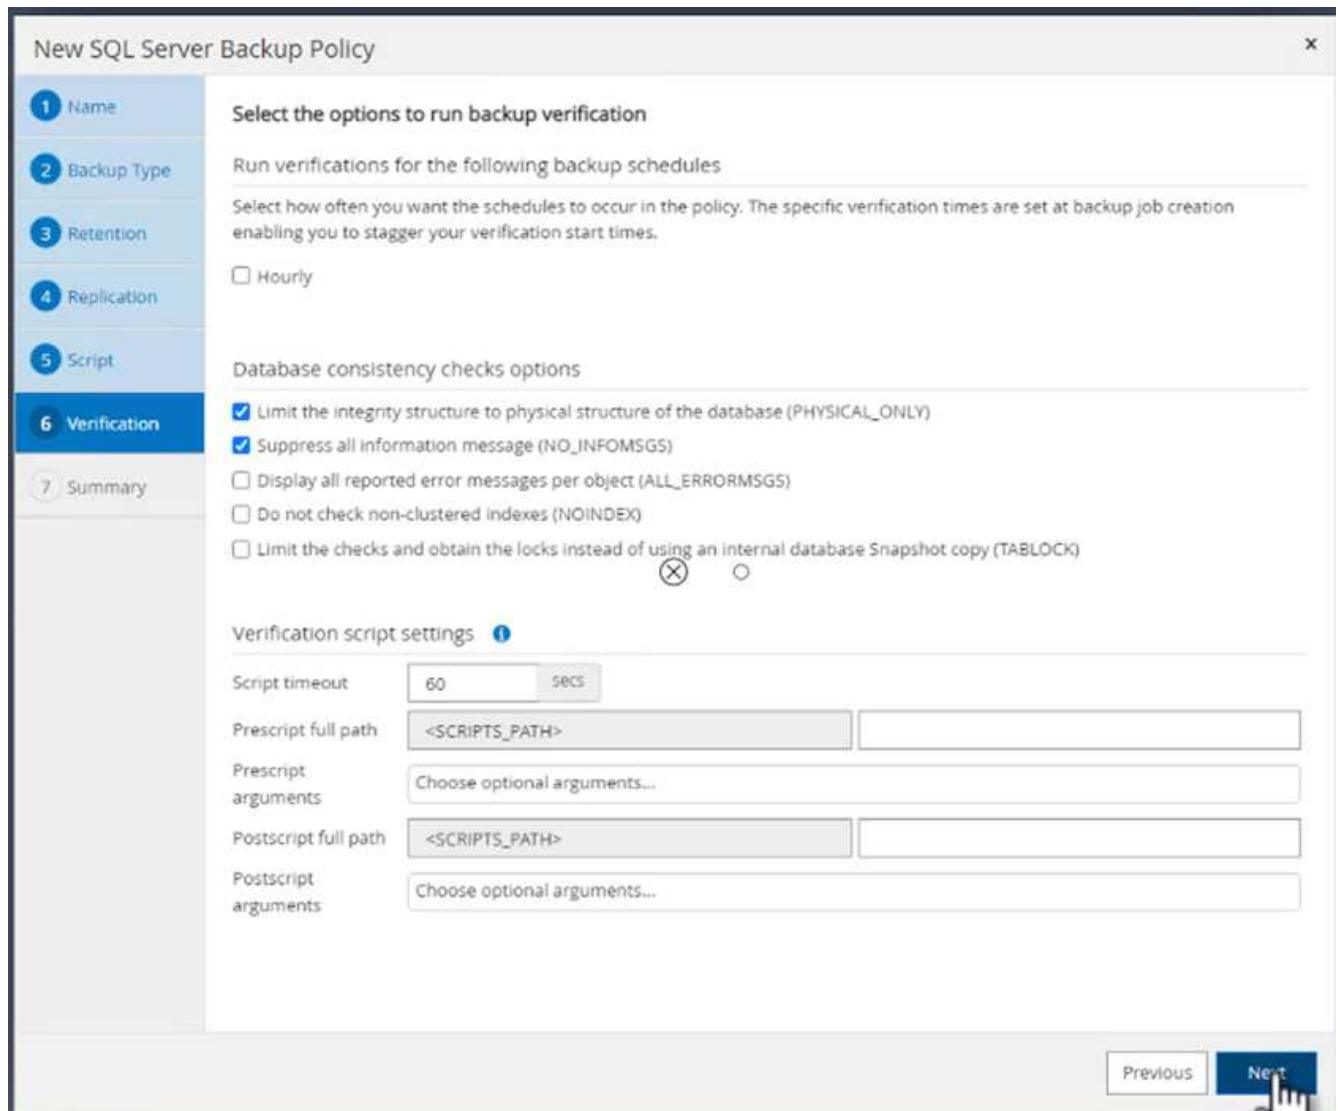 New SQL Server Backup Policy
x
1 Name
2 Backup Type
3 Retention
4 Replication
5 Script
6 Verification
7 Summary
Select the options to run backup verification
Run verifications for the following backup schedules
Select how often you want the schedules to occur in the policy. The specific verification times are set at backup job creation
enabling you to stagger your verification start times.
Hourly
Database consistency checks options
Limit the integrity structure to physical structure of the database (PHYSICAL_ONLY)
Suppress all information message (NO_INFOMSGS)
Display all reported error messages per object (ALL_ERRORMSGS)
Do not check non-clustered indexes (NOINDEX)
Limit the checks and obtain the locks instead of using an internal database Snapshot copy (TABLOCK)
Verification script settings i
Script timeout 60 secs
Prescript full path <SCRIPTS_PATH>
Prescript
arguments
Choose optional arguments...
Postscript full path <SCRIPTS_PATH>
Postscript
arguments
Choose optional arguments...
Previous Next